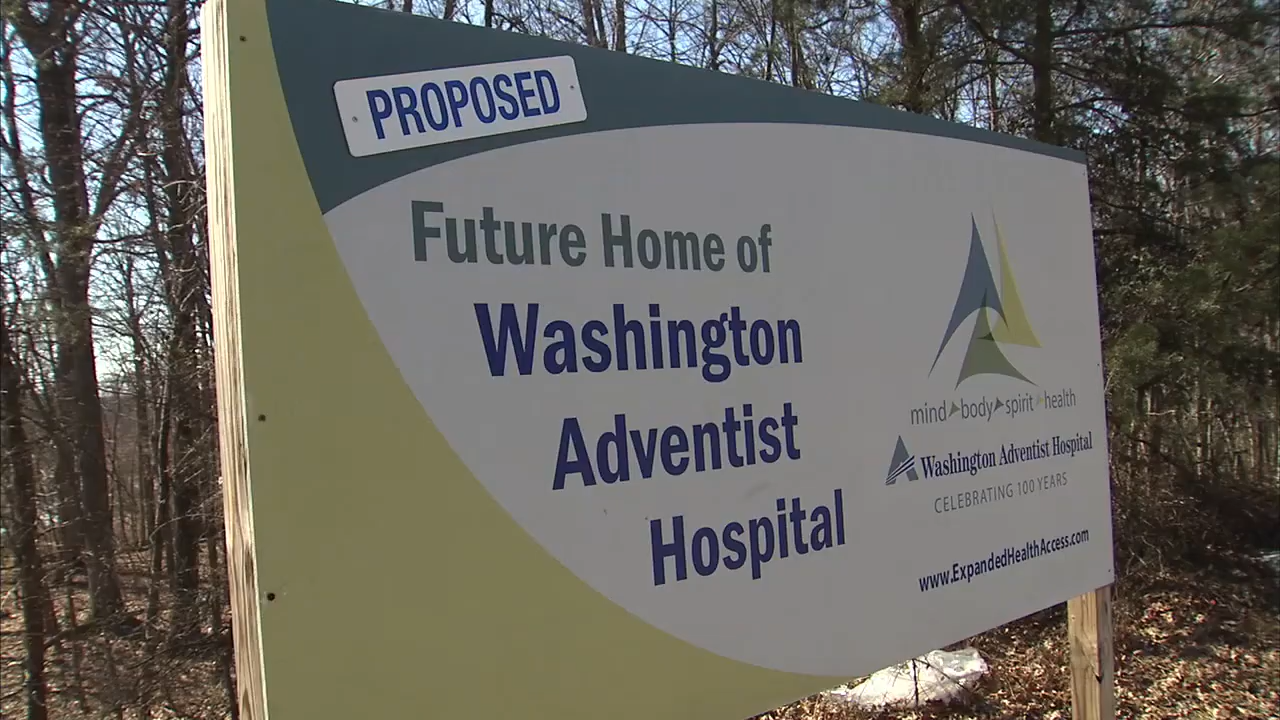 PROPOSED
Future Home of
Washington
Adventist
Hospital
mind body spirit health
Washington Adventist Hospital
CELEBRATING 100 YEARS
www.ExpandedHealthAccess.com